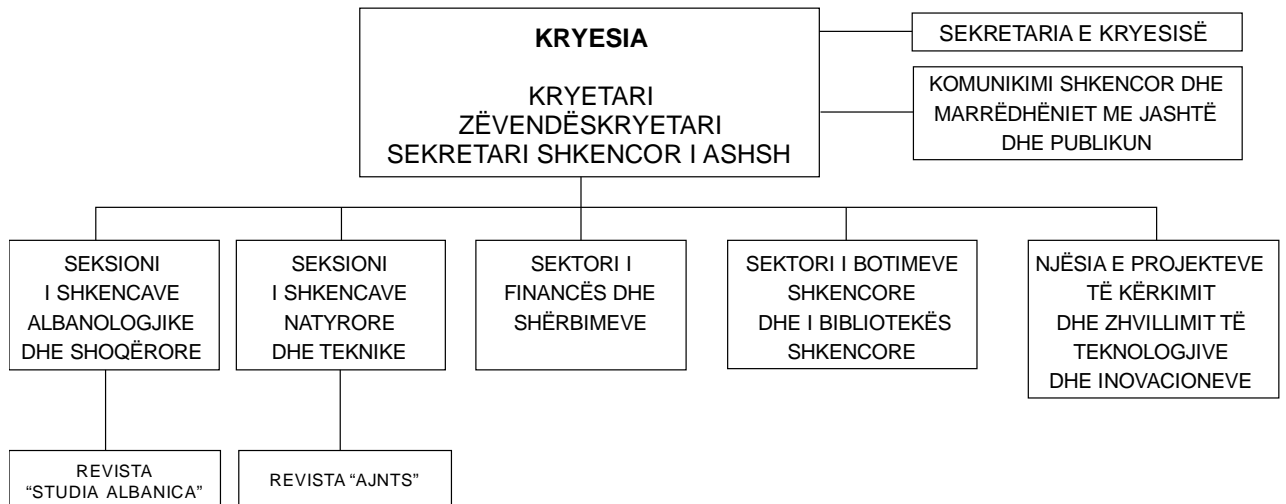 KRYESIA
KRYETARI
ZËVENDËSKRYETARI
SEKRETARI SHKENCOR I ASHSH
SEKRETARIA E KRYESISË
KOMUNIKIMI SHKENCOR DHE
MARRËDHËNIET ME JASHTË
DHE PUBLIKUN
SEKSIONI
I SHKENCAVE
ALBANOLOGJIKE
DHE SHOQËRORE
SEKSIONI
I SHKENCAVE
NATYRORE
DHE TEKNIKE
SEKTORI I
FINANCËS DHE
SHËRBIMEVE
SEKTORI I BOTIMEVE
SHKENCORE
DHE I BIBLIOTEKËS
SHKENCORE
NJËSIA E PROJEKTEVE
TË KËRKIMIT
DHE ZHVILLIMIT TË
TEKNOLOGJIVE
DHE INOVACIONEVE
REVISTA
“STUDIA ALBANICA”
REVISTA “AJNTS”